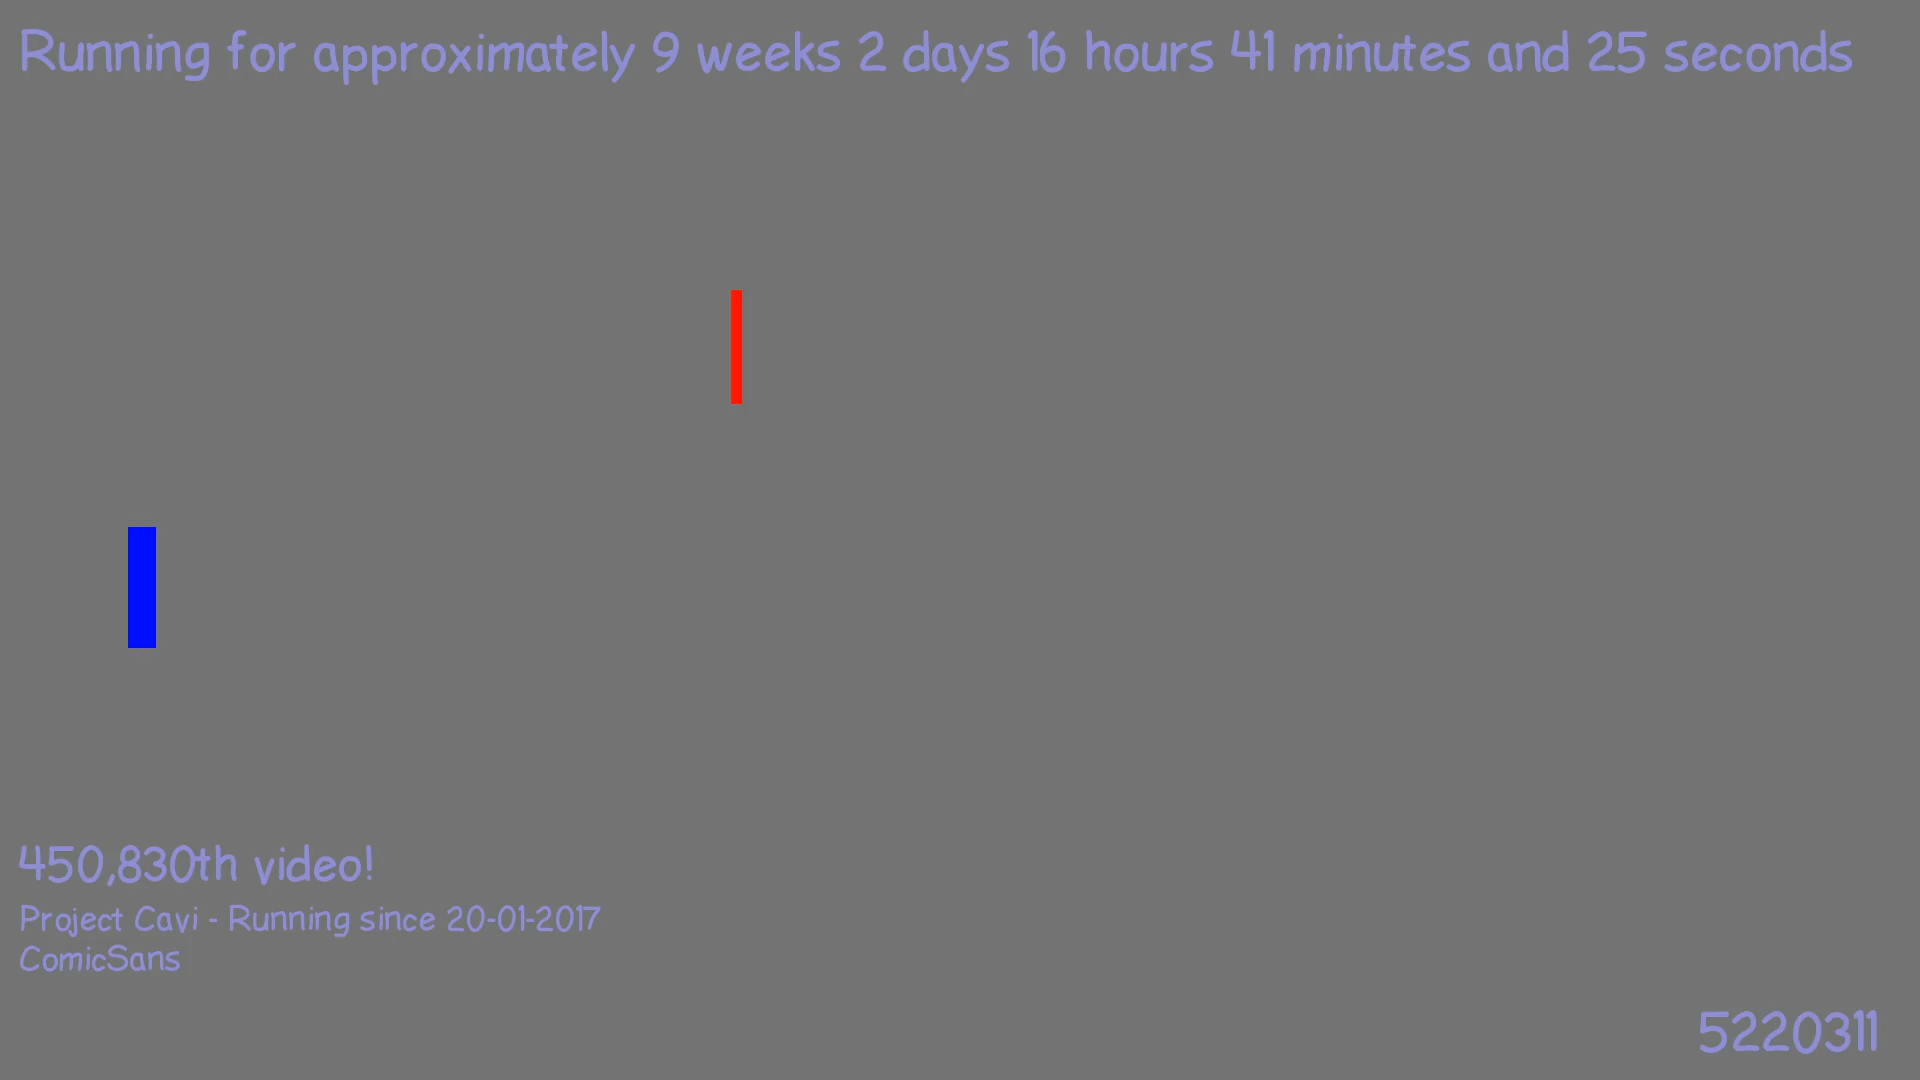 Running for approximately 9 weeks 2 days 16 hours 41 minutes and 25 seconds
450,830th video!
Project Cavi - Running since 20-01-2017
ComicSans
5220311